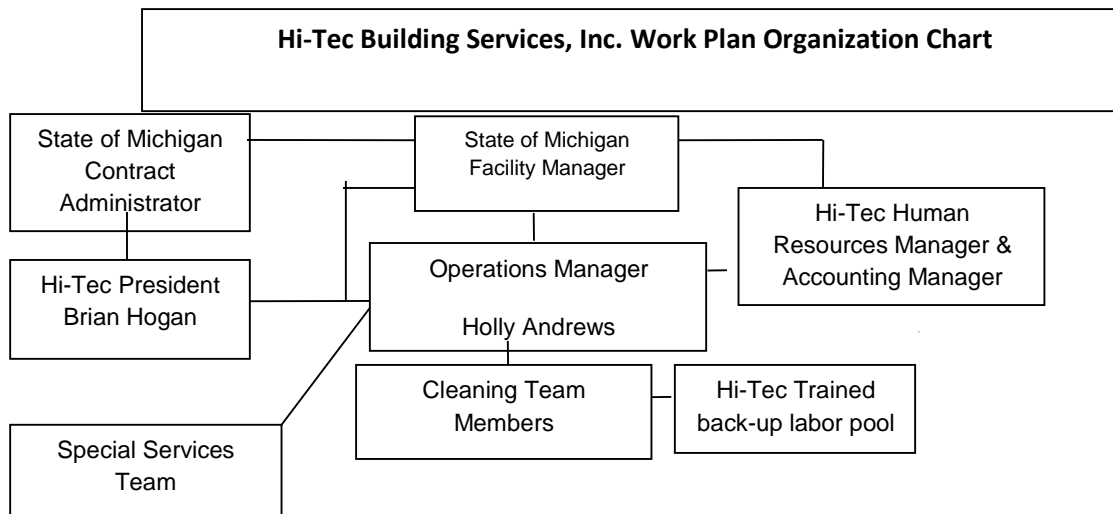 Hi-Tec Building Services, Inc. Work Plan Organization Chart
State of Michigan
Contract
Administrator
State of Michigan
Facility Manager
Hi-Tec Human
Resources Manager &
Accounting Manager
Hi-Tec President
Brian Hogan
Operations Manager
Holly Andrews
Cleaning Team
Members
Hi-Tec Trained
back-up labor pool
Special Services
Team